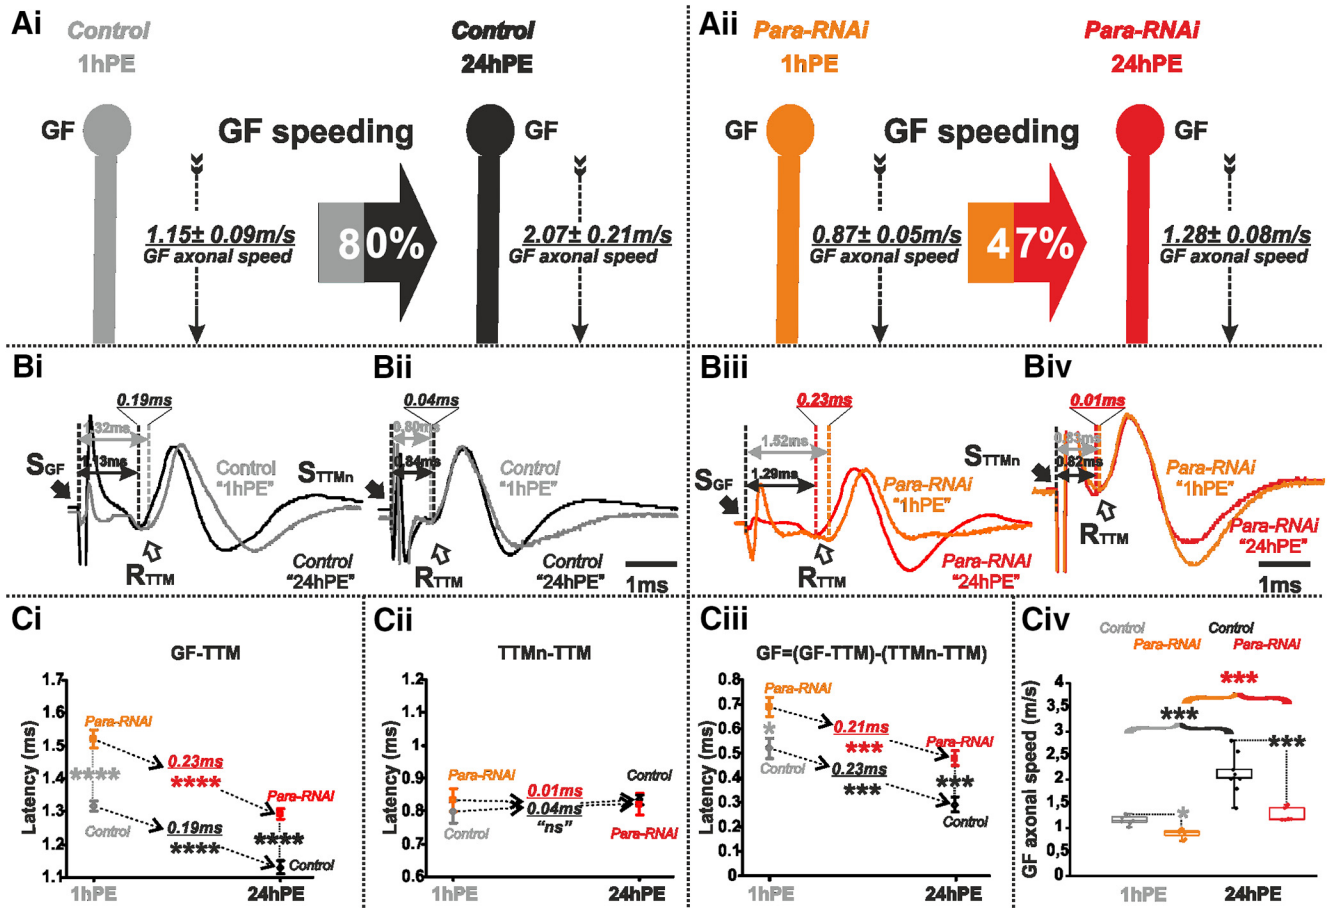 Ai
Control
1hPE
Control
24hPE
GF
GF speeding
GF
1.15± 0.09m/s
GF axonal speed
80%
2.07± 0.21m/s
GF axonal speed
Aii
Para-RNAi
1hPE
Para-RNAi
24hPE
GF
GF speeding
GF
0.87± 0.05m/s
GF axonal speed
47%
1.28± 0.08m/s
GF axonal speed
Bi
0.19ms
1.32ms
1.13ms
SGF
Control
"1hPE"
RTTM
Control
"24hPE"
Bii
0.04ms
0.80ms
0.84ms
STTMn
Control
"1hPE"
RTTM
Control
"24hPE"
1ms
Biii
0.23ms
1.52ms
1.29ms
SGF
Para-RNAi
"1hPE"
RTTM
Para-RNAi
"24hPE"
Biv
0.01ms
0.83ms
0.82ms
STTMn
Para-RNAi
"1hPE"
RTTM
Para-RNAi
"24hPE"
1ms
Ci
GF-TTM
Latency (ms)
1.7
1.6
1.5
1.4
1.3
1.2
1.1
Para-RNAi
****
Control
0.23ms
****
0.19ms
****
Para-RNAi
****
Control
1hPE
24hPE
Cii
TTMn-TTM
Latency (ms)
1.2
1
0.9
0.8
0.7
0.6
Para-RNAi
Control
0.01ms
0.04ms
"ns"
Control
Para-RNAi
1hPE
24hPE
Ciii
GF=(GF-TTM)-(TTMn-TTM)
Latency (ms)
0.8
0.7
0.6
0.5
0.4
0.3
0.2
0.1
0
Para-RNAi
*
Control
0.21ms
***
0.23ms
***
Para-RNAi
***
Control
1hPE
24hPE
Civ
Control
Para-RNAi
Control
Para-RNAi
GF axonal speed (m/s)
4
3,5
3
2,5
2
1,5
1
0,5
0
***
***
***
*
1hPE
24hPE